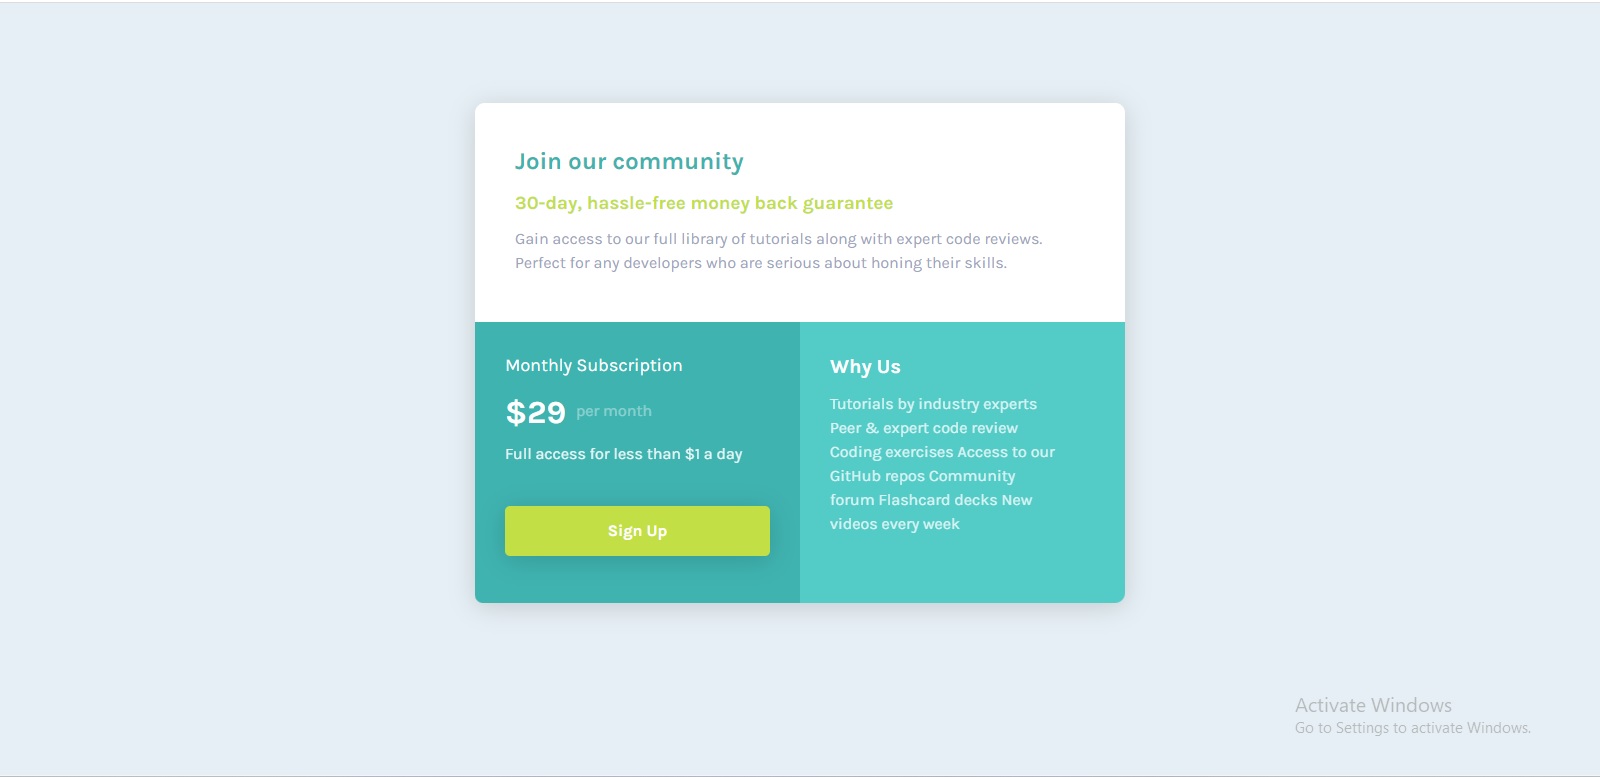 Join our community
30-day, hassle-free money back guarantee
Gain access to our full library of tutorials along with expert code reviews.
Perfect for any developers who are serious about honing their skills.
Monthly Subscription
$29 per month
Full access for less than $1 a day
Sign Up
Why Us
Tutorials by industry experts
Peer & expert code review
Coding exercises Access to our
GitHub repos Community
forum Flashcard decks New
videos every week
Activate Windows
Go to Settings to activate Windows.